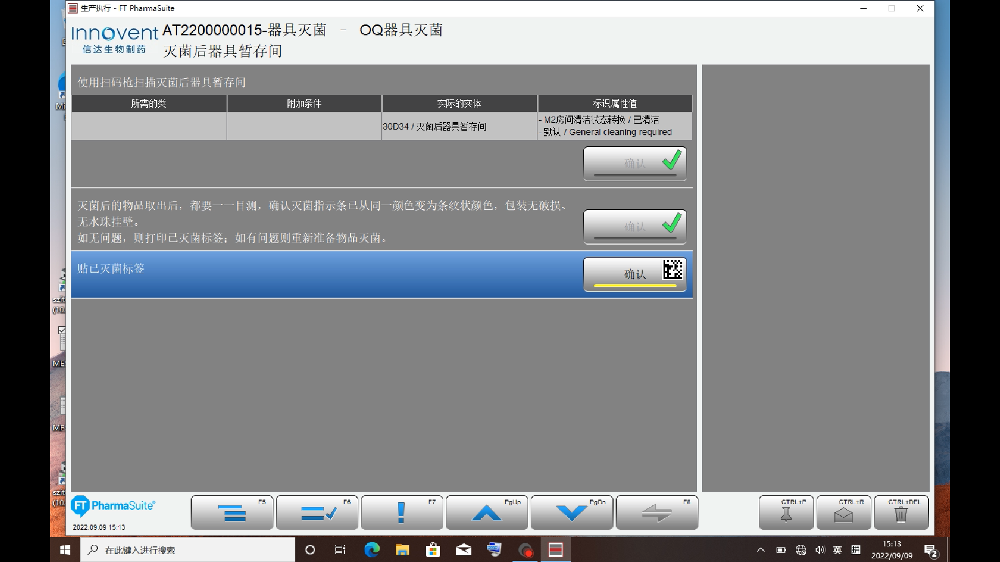 生产执行 - FT PharmaSuite
Innovent
信达生物制药
AT2200000015-器具灭菌 - OQ器具灭菌
灭菌后器具暂存间
使用扫码枪扫描灭菌后器具暂存间
所需的类 附加条件 实际的实体 标识属性值
30D34 / 灭菌后器具暂存间
- M2房间清洁状态转换 / 已清洁
- 默认 / General cleaning required
确认
灭菌后的物品取出后，都要一一目测，确认灭菌指示条已从同一颜色变为条纹状颜色，包装无破损、
无水珠挂壁。
如无问题，则打印已灭菌标签；如有问题则重新准备物品灭菌。
确认
贴已灭菌标签
确认
FT PharmaSuite®
2022.09.09 15:13
F5 F6 F7 PgUp PgDn F8 CTRL+P CTRL+R CTRL+DEL
szit
(10.
ME
ME
szit
(10.
在此键入进行搜索
英 拼
15:13
2022/09/09
2